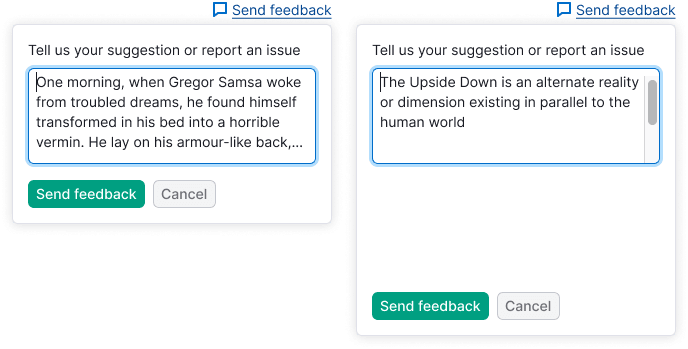 Send feedback
Tell us your suggestion or report an issue
One morning, when Gregor Samsa woke
from troubled dreams, he found himself
transformed in his bed into a horrible
vermin. He lay on his armour-like back,...
Send feedback
Cancel
Send feedback
Tell us your suggestion or report an issue
The Upside Down is an alternate reality
or dimension existing in parallel to the
human world
Send feedback
Cancel